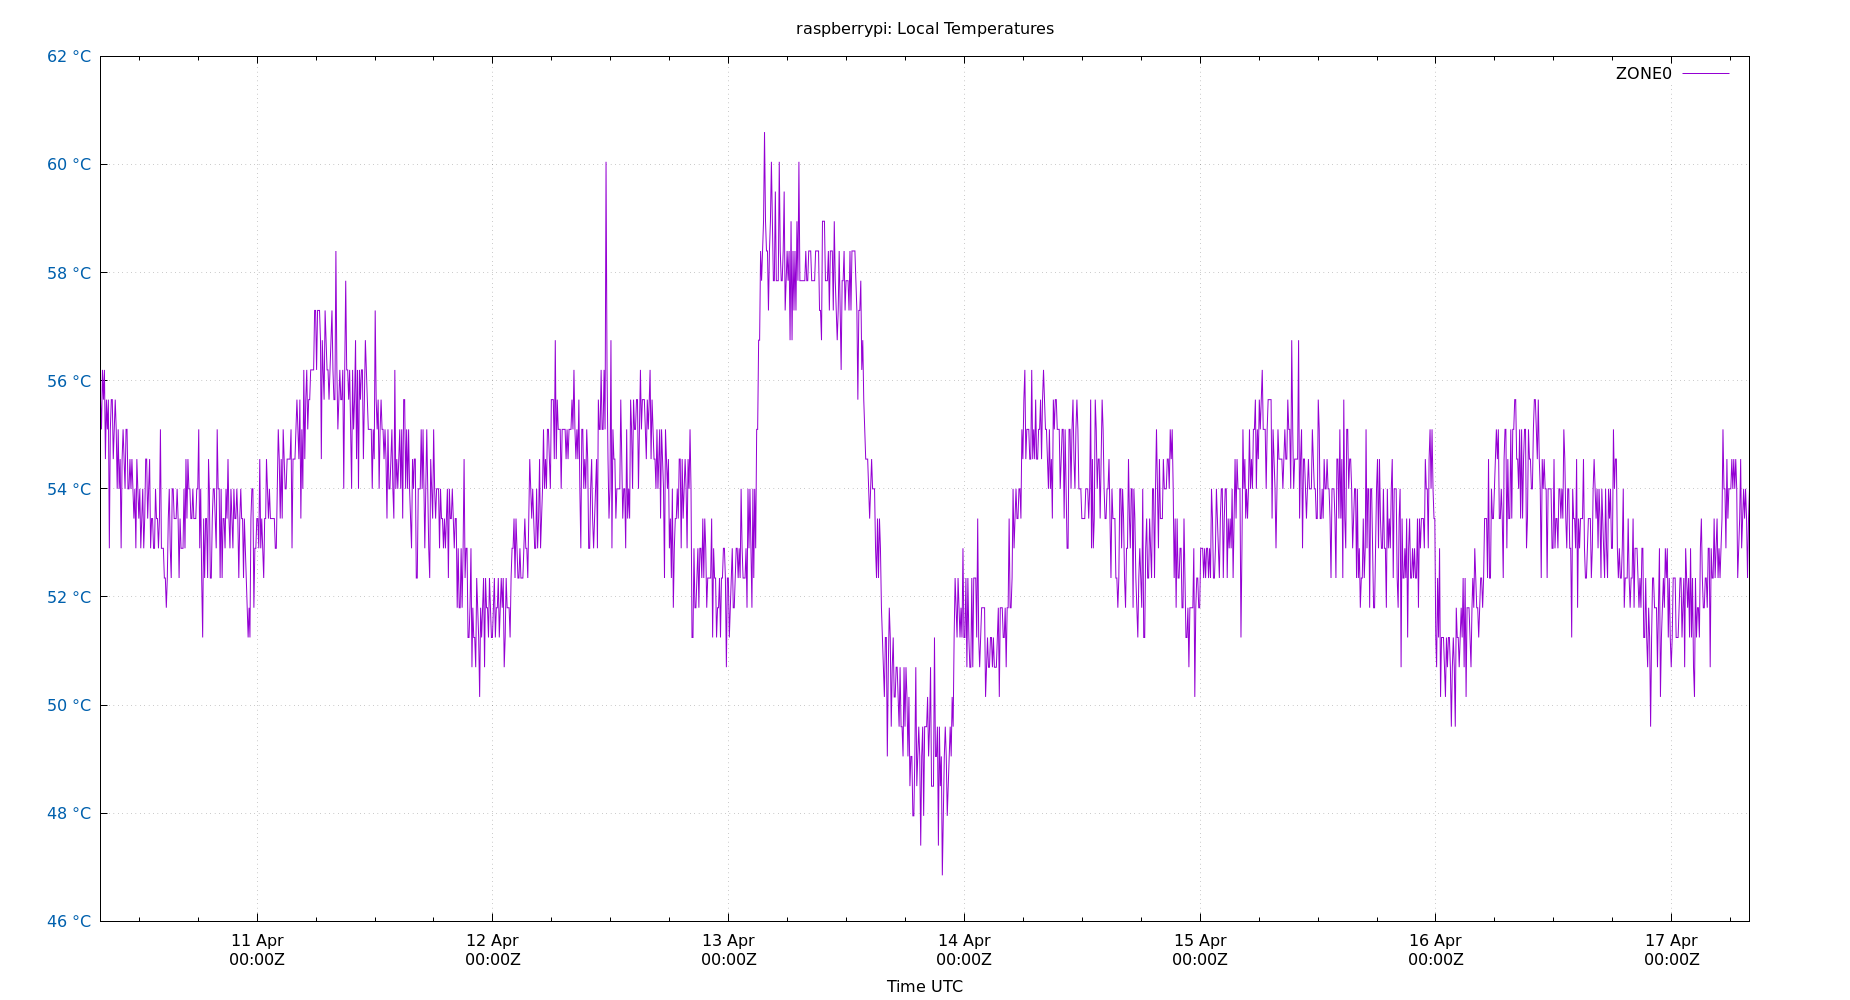 raspberrypi: Local Temperatures
62 °C
ZONE0
60 °C
58 °C
56 °C
54 °C
52 °C
50 °C
48 °C
46 °C
11 Apr 12 Apr 13 Apr 14 Apr 15 Apr 16 Apr 17 Apr
00:00Z 00:00Z 00:00Z 00:00Z 00:00Z 00:00Z 00:00Z
Time UTC